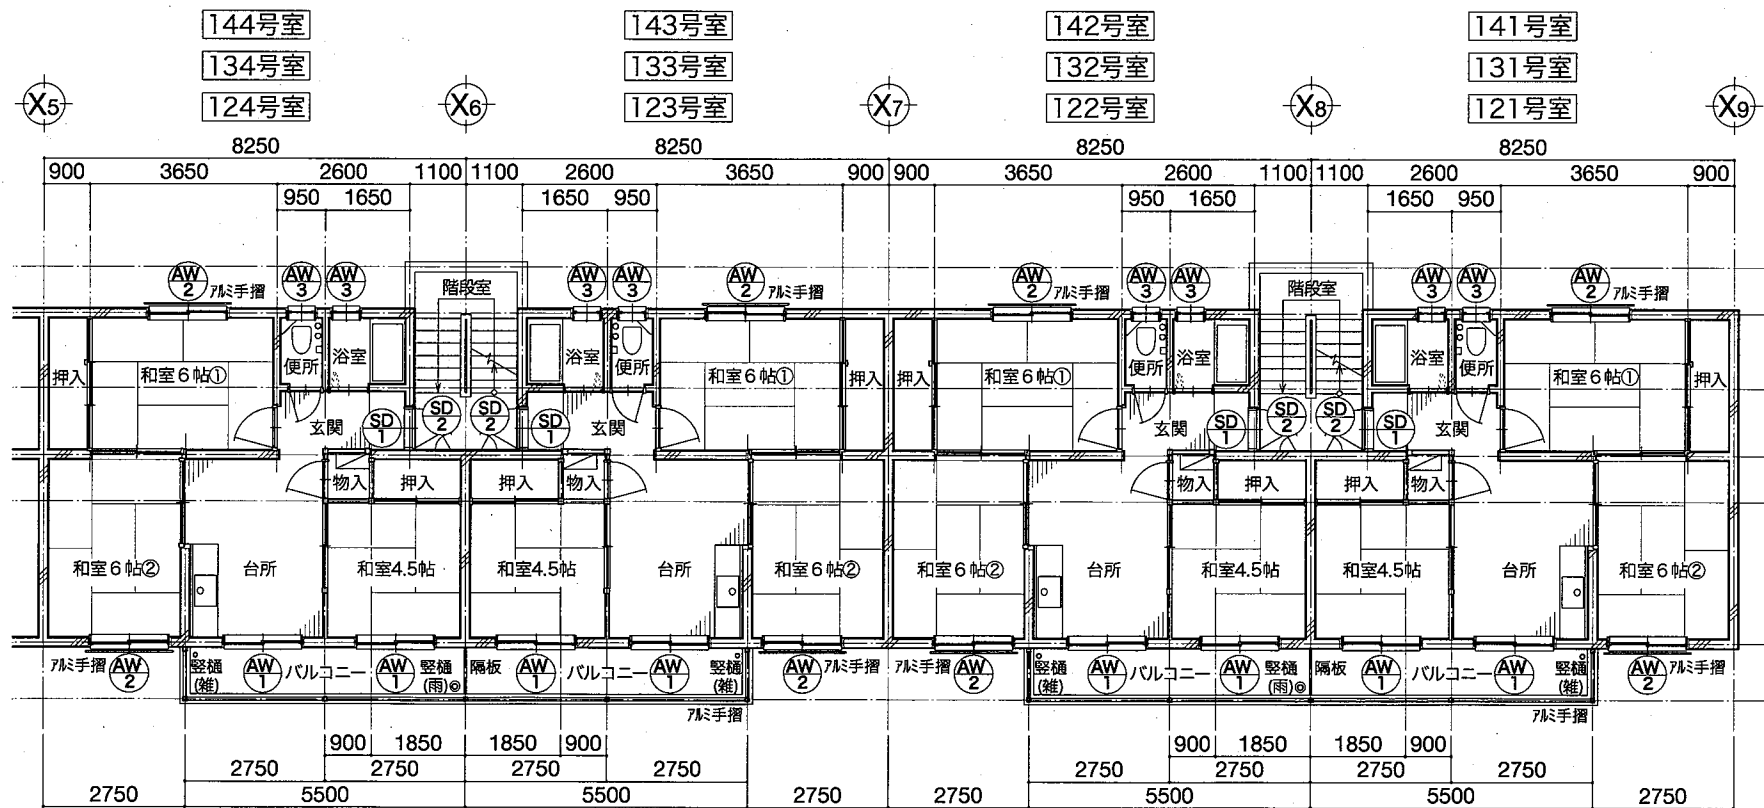 144号室 143号室 142号室 141号室
134号室 133号室 132号室 131号室
124号室 123号室 122号室 121号室
X5 X6 X7 X8 X9
8250 8250 8250 8250
900 3650 2600 1100 1100 2600 3650 900 900 3650 2600 1100 1100 2600 3650 900
950 1650 1650 950 950 1650 1650 950
AW 2 アルミ手摺 AW 3 AW 3 階段室 AW 3 AW 3 AW 2 アルミ手摺 AW 2 アルミ手摺 AW 3 AW 3 階段室 AW 3 AW 3 AW 2 アルミ手摺
押入 和室6帖① 便所 浴室 浴室 便所 和室6帖① 押入 押入 和室6帖① 便所 浴室 浴室 便所 和室6帖① 押入
玄関 SD 1 SD 2 SD 2 SD 1 玄関 玄関 SD 1 SD 2 SD 2 SD 1 玄関
物入 押入 押入 物入 物入 押入 押入 物入
和室6帖② 台所 和室4.5帖 和室4.5帖 台所 和室6帖② 和室6帖② 台所 和室4.5帖 和室4.5帖 台所 和室6帖②
アルミ手摺 AW 2 竪樋(雑) AW 1 バルコニー AW 1 竪樋(雨) 隔板 AW 1 バルコニー AW 1 竪樋(雑) AW 2 アルミ手摺 アルミ手摺 AW 2 竪樋(雑) AW 1 バルコニー AW 1 竪樋(雨) 隔板 AW 1 バルコニー AW 1 竪樋(雑) AW 2 アルミ手摺
アルミ手摺 アルミ手摺
900 1850 1850 900 900 1850 1850 900
2750 2750 2750 2750 2750 2750 2750 2750
2750 5500 5500 2750 2750 5500 5500 2750